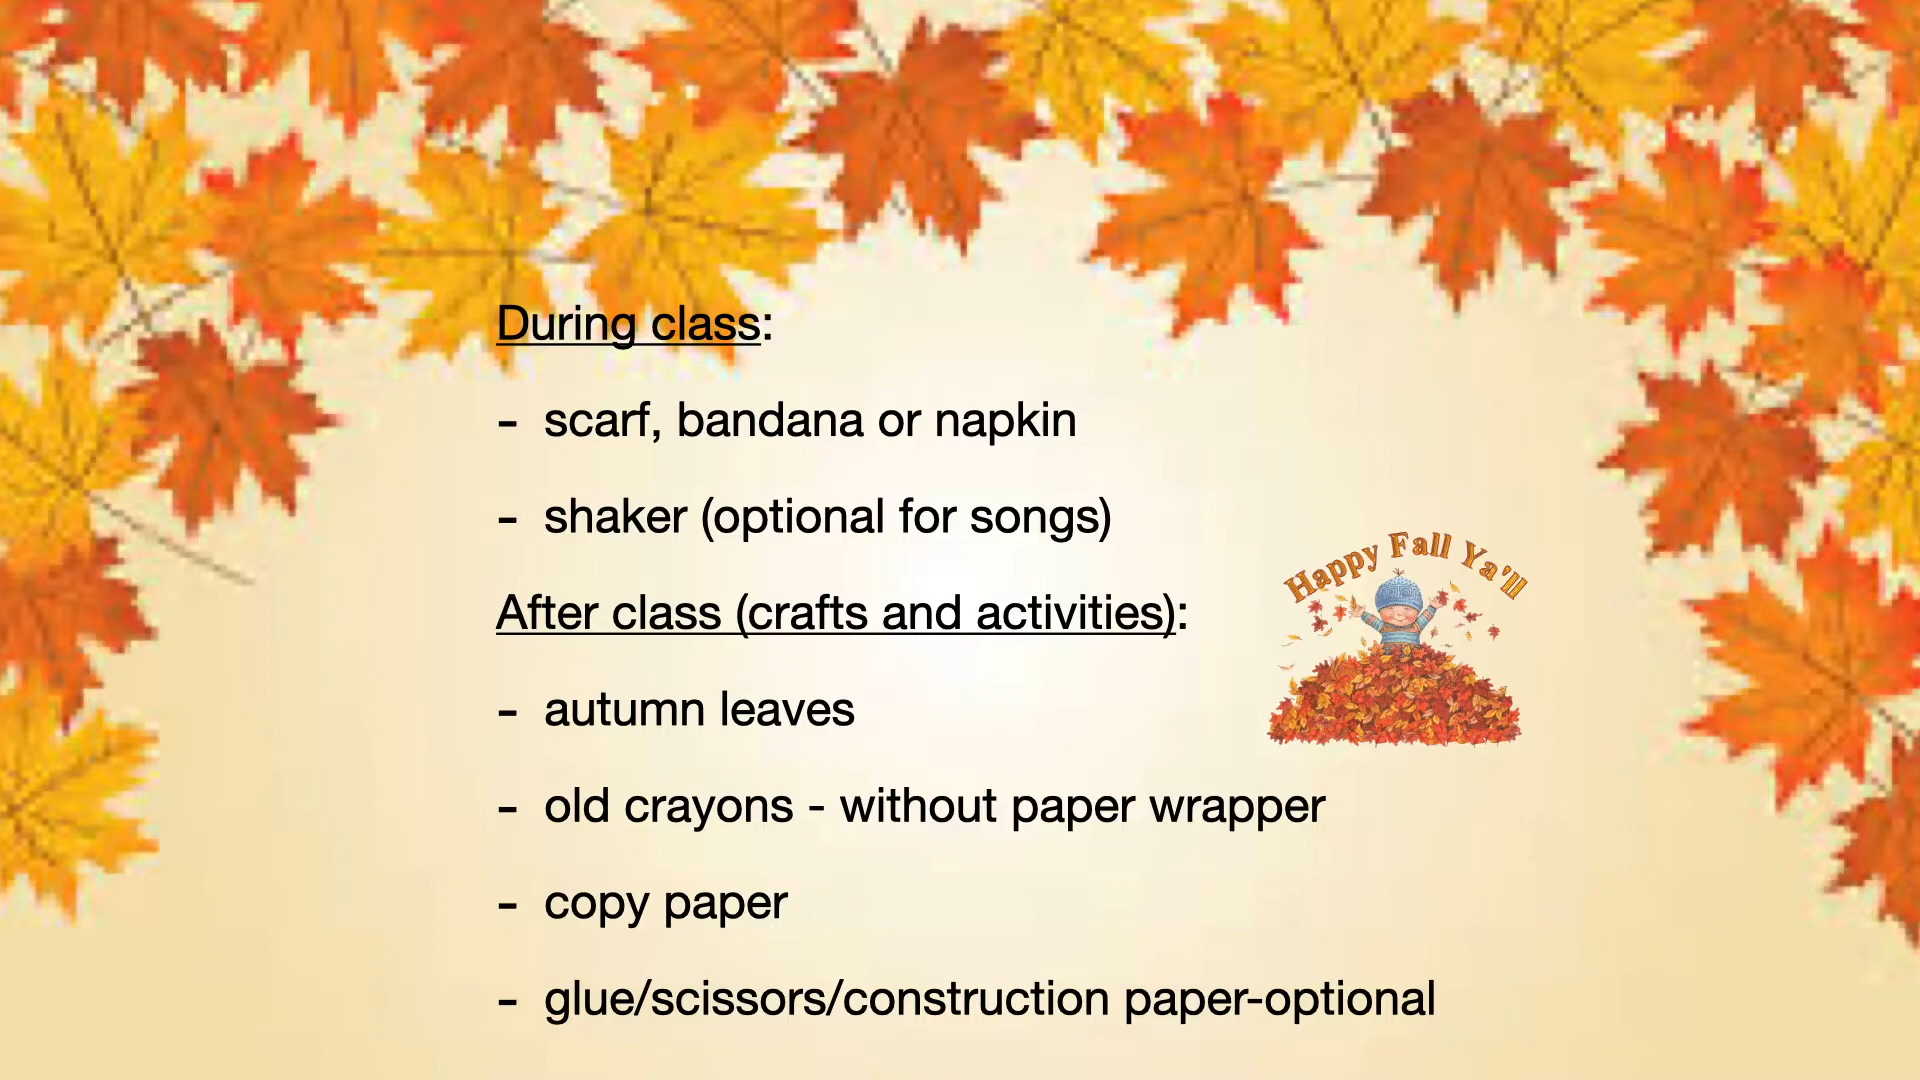 During class:
- scarf, bandana or napkin
- shaker (optional for songs)
Happy Fall Ya'll
After class (crafts and activities):
- autumn leaves
- old crayons - without paper wrapper
- copy paper
- glue/scissors/construction paper-optional